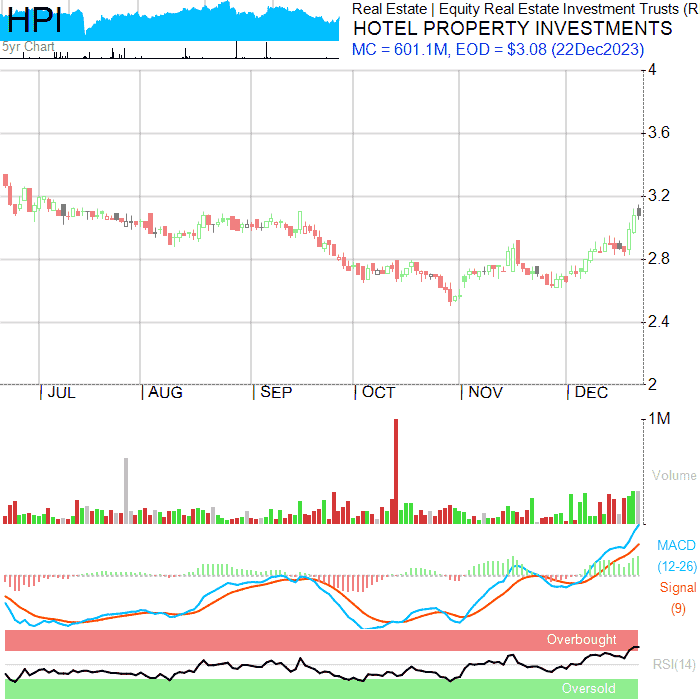 HPI
5yr Chart
Real Estate | Equity Real Estate Investment Trusts (R
HOTEL PROPERTY INVESTMENTS
MC = 601.1M, EOD = $3.08 (22Dec2023)
4
3.6
3.2
2.8
2.4
2
JUL AUG SEP OCT NOV DEC
1M
Volume
MACD
(12-26)
Signal
(9)
Overbought
RSI(14)
Oversold